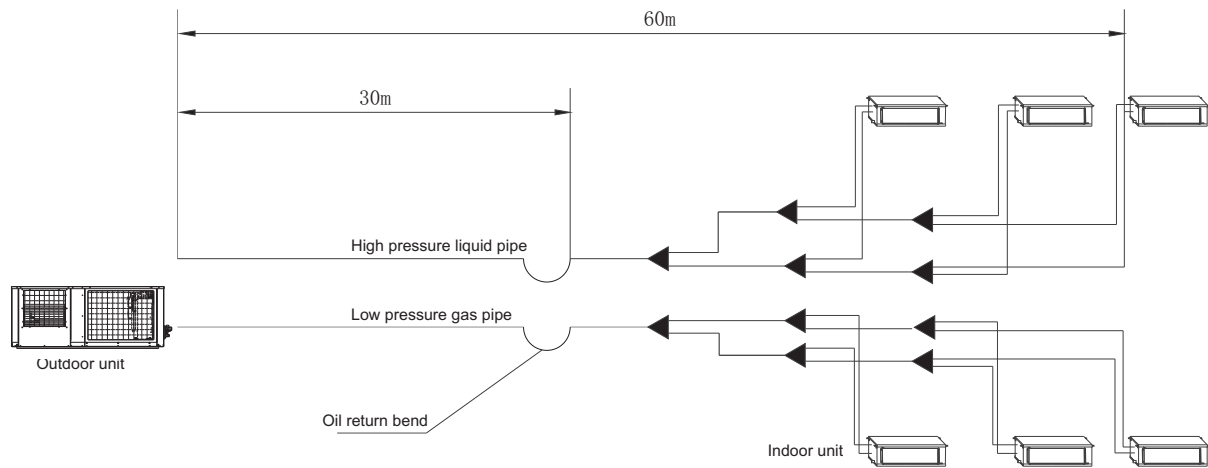 60m
30m
High pressure liquid pipe
Low pressure gas pipe
Outdoor unit
Oil return bend
Indoor unit